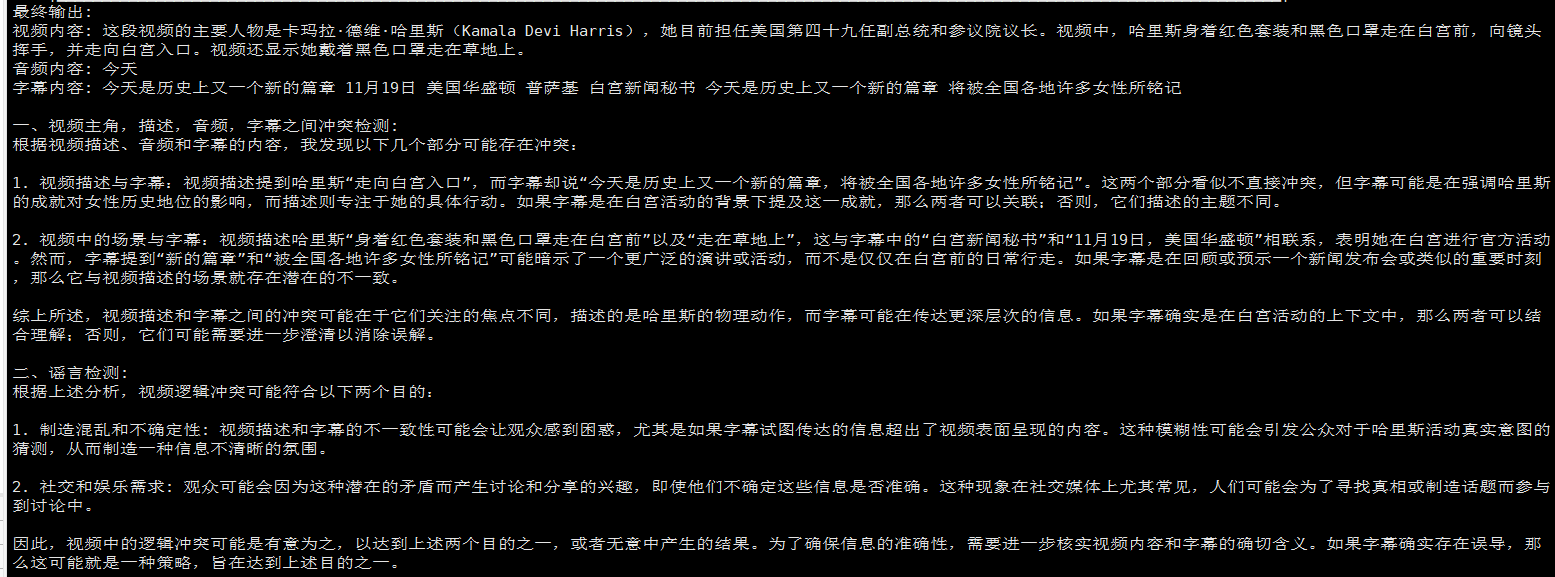 最终输出:
视频内容: 这段视频的主要人物是卡玛拉·德维·哈里斯（Kamala Devi Harris），她目前担任美国第四十九任副总统和参议院议长。视频中，哈里斯身着红色套装和黑色口罩走在白宫前，向镜头
挥手，并走向白宫入口。视频还显示她戴着黑色口罩走在草地上。
音频内容: 今天
字幕内容: 今天是历史上又一个新的篇章 11月19日 美国华盛顿 普萨基 白宫新闻秘书 今天是历史上又一个新的篇章 将被全国各地许多女性所铭记
一、视频主角，描述，音频，字幕之间冲突检测:
根据视频描述、音频和字幕的内容，我发现以下几个部分可能存在冲突：
1. 视频描述与字幕：视频描述提到哈里斯“走向白宫入口”，而字幕却说“今天是历史上又一个新的篇章，将被全国各地许多女性所铭记”。这两个部分看似不直接冲突，但字幕可能是在强调哈里斯
的成就对女性历史地位的影响，而描述则专注于她的具体行动。如果字幕是在白宫活动的背景下提及这一成就，那么两者可以关联；否则，它们描述的主题不同。
2. 视频中的场景与字幕：视频描述哈里斯“身着红色套装和黑色口罩走在白宫前”以及“走在草地上”，这与字幕中的“白宫新闻秘书”和“11月19日，美国华盛顿”相联系，表明她在白宫进行官方活动
。然而，字幕提到“新的篇章”和“被全国各地许多女性所铭记”可能暗示了一个更广泛的演讲或活动，而不是仅仅在白宫前的日常行走。如果字幕是在回顾或预示一个新闻发布会或类似的重要时刻
，那么它与视频描述的场景就存在潜在的不一致。
综上所述，视频描述和字幕之间的冲突可能在于它们关注的焦点不同，描述的是哈里斯的物理动作，而字幕可能在传达更深层次的信息。如果字幕确实是在白宫活动的上下文中，那么两者可以结
合理解；否则，它们可能需要进一步澄清以消除误解。
二、谣言检测:
根据上述分析，视频逻辑冲突可能符合以下两个目的：
1. 制造混乱和不确定性: 视频描述和字幕的不一致性可能会让观众感到困惑，尤其是如果字幕试图传达的信息超出了视频表面呈现的内容。这种模糊性可能会引发公众对于哈里斯活动真实意图的
猜测，从而制造一种信息不清晰的氛围。
2. 社交和娱乐需求: 观众可能会因为这种潜在的矛盾而产生讨论和分享的兴趣，即使他们不确定这些信息是否准确。这种现象在社交媒体上尤其常见，人们可能会为了寻找真相或制造话题而参与
到讨论中。
因此，视频中的逻辑冲突可能是有意为之，以达到上述两个目的之一，或者无意中产生的结果。为了确保信息的准确性，需要进一步核实视频内容和字幕的确切含义。如果字幕确实存在误导，那
么这可能就是一种策略，旨在达到上述目的之一。